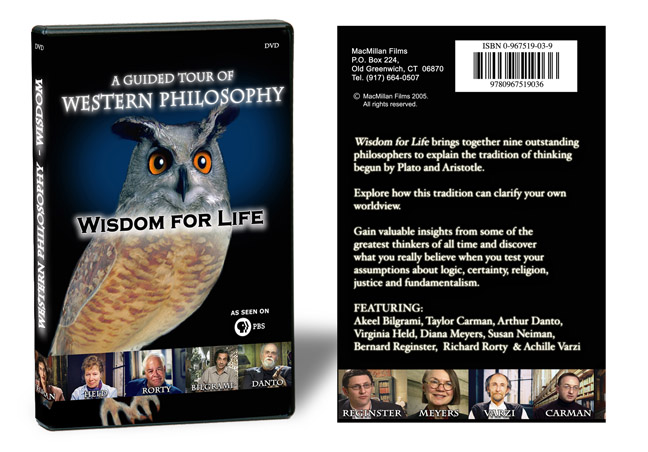 DVD
DVD
A GUIDED TOUR OF
WESTERN PHILOSOPHY
WISDOM FOR LIFE
AS SEEN ON
PBS
HELD
RORTY
BILGRAMI
DANTO
WESTERN PHILOSOPHY - WISDOM
MacMillan Films
P.O. Box 224,
Old Greenwich, CT 06870
Tel. (917) 664-0507
© MacMillan Films 2005.
All rights reserved.
ISBN 0-967519-03-9
9780967519036
Wisdom for Life brings together nine outstanding
philosophers to explain the tradition of thinking
begun by Plato and Aristotle.
Explore how this tradition can clarify your own
worldview.
Gain valuable insights from some of the
greatest thinkers of all time and discover
what you really believe when you test your
assumptions about logic, certainty, religion,
justice and fundamentalism.
FEATURING:
Akeel Bilgrami, Taylor Carman, Arthur Danto,
Virginia Held, Diana Meyers, Susan Neiman,
Bernard Reginster, Richard Rorty & Achille Varzi
REGINSTER
MEYERS
VARZI
CARMAN